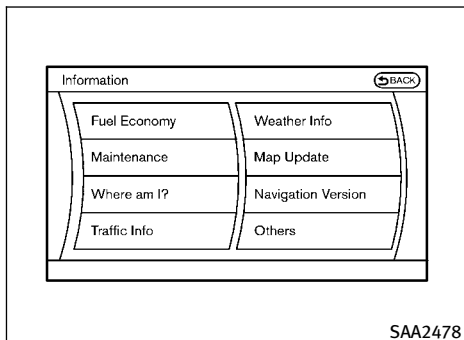 Information
BACK
Fuel Economy
Weather Info
Maintenance
Map Update
Where am I?
Navigation Version
Traffic Info
Others
SAA2478